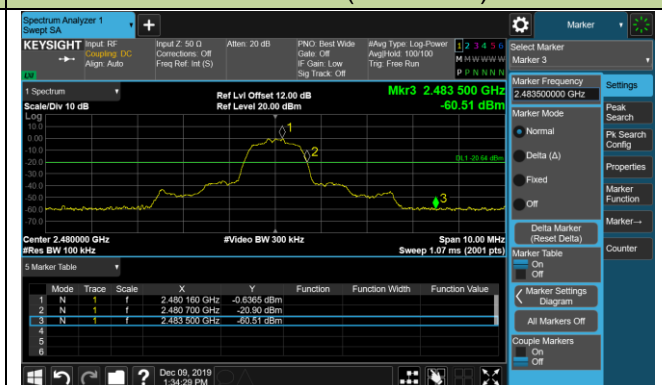 Spectrum Analyzer 1
Swept SA
KEYSIGHT
Input: RF
Coupling: DC
Align: Auto
Input Z: 50 Ω
Corrections: Off
Freq Ref: Int (S)
Atten: 20 dB
PNO: Best Wide
Gate: Off
IF Gain: Low
Sig Track: Off
#Avg Type: Log-Power
Avg|Hold: 100/100
Trig: Free Run
1 2 3 4 5 6
M W W W W W
P P N N N N
1 Spectrum
Scale/Div 10 dB
Ref Lvl Offset 12.00 dB
Ref Level 20.00 dBm
Mkr3 2.483 500 GHz
-60.51 dBm
Log
10.0
0.00
-10.0
-20.0
-30.0
-40.0
-50.0
-60.0
-70.0
1
2
3
DL1 -20.64 dBm
Center 2.480000 GHz
#Video BW 300 kHz
Span 10.00 MHz
#Res BW 100 kHz
Sweep 1.07 ms (2001 pts)
5 Marker Table
Mode Trace Scale X Y Function Function Width Function Value
1 N 1 f 2.480 160 GHz -0.6365 dBm
2 N 1 f 2.480 700 GHz -20.90 dBm
3 N 1 f 2.483 500 GHz -60.51 dBm
4
5
6
Dec 09, 2019
1:34:29 PM
Marker
Select Marker
Marker 3
Marker Frequency
2.483500000 GHz
Marker Mode
Normal
Delta (Δ)
Fixed
Off
Delta Marker
(Reset Delta)
Marker Table
On
Off
Marker Settings
Diagram
All Markers Off
Couple Markers
On
Off
Settings
Peak
Search
Pk Search
Config
Properties
Marker
Function
Marker→
Counter